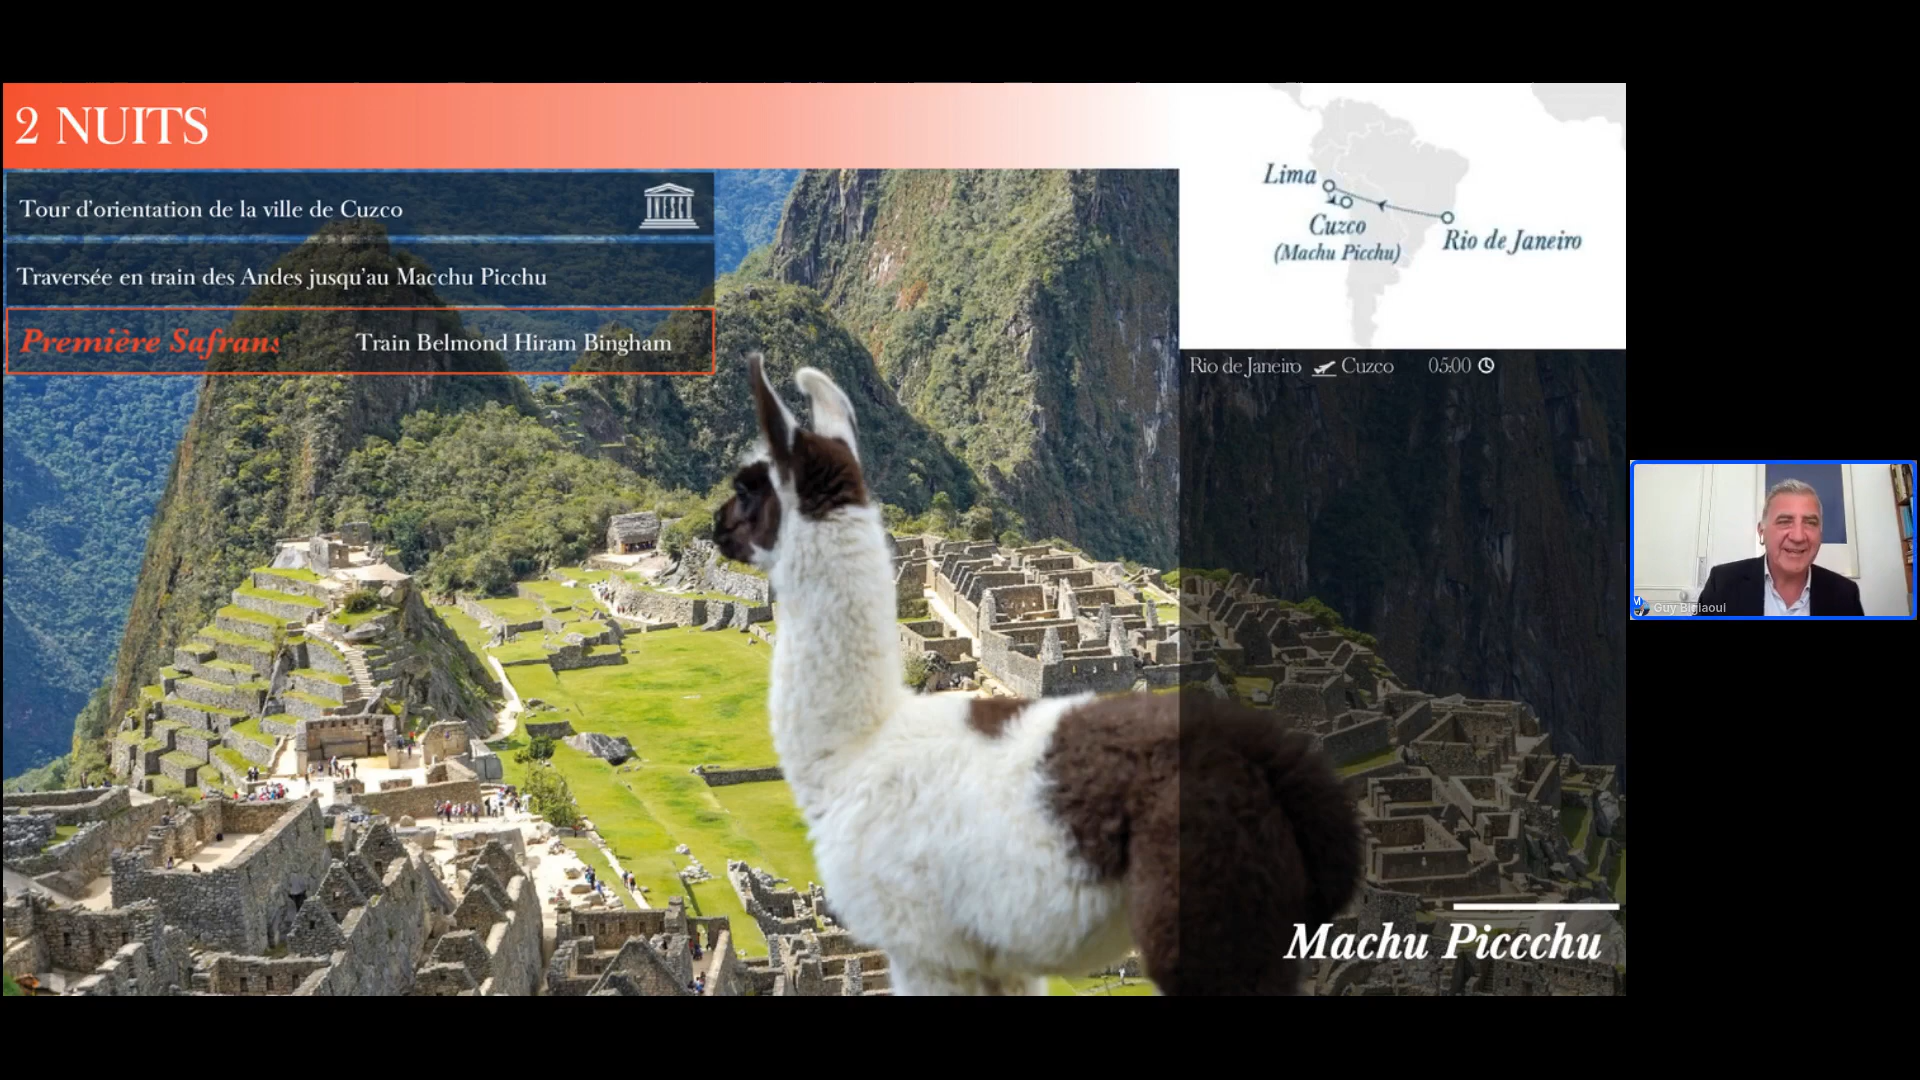 2 NUITS
Tour d'orientation de la ville de Cuzco
Traversée en train des Andes jusqu'au Macchu Picchu
Première Safrans Train Belmond Hiram Bingham
Lima
Cuzco
(Machu Picchu)
Rio de Janeiro
Rio de Janeiro Cuzco 05:00
Machu Piccchu
Guy Bigiaoui